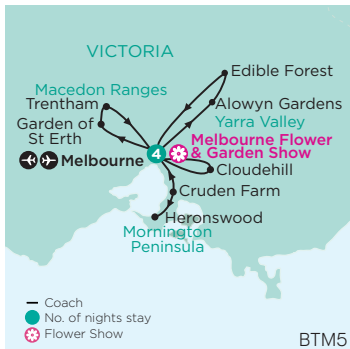 VICTORIA
Edible Forest
Macedon Ranges
Trentham
Alowyn Gardens
Garden of
St Erth
Yarra Valley
Melbourne Flower
& Garden Show
Melbourne
4
Cloudehill
Cruden Farm
Heronswood
Mornington
Peninsula
Coach
No. of nights stay
Flower Show
BTM5